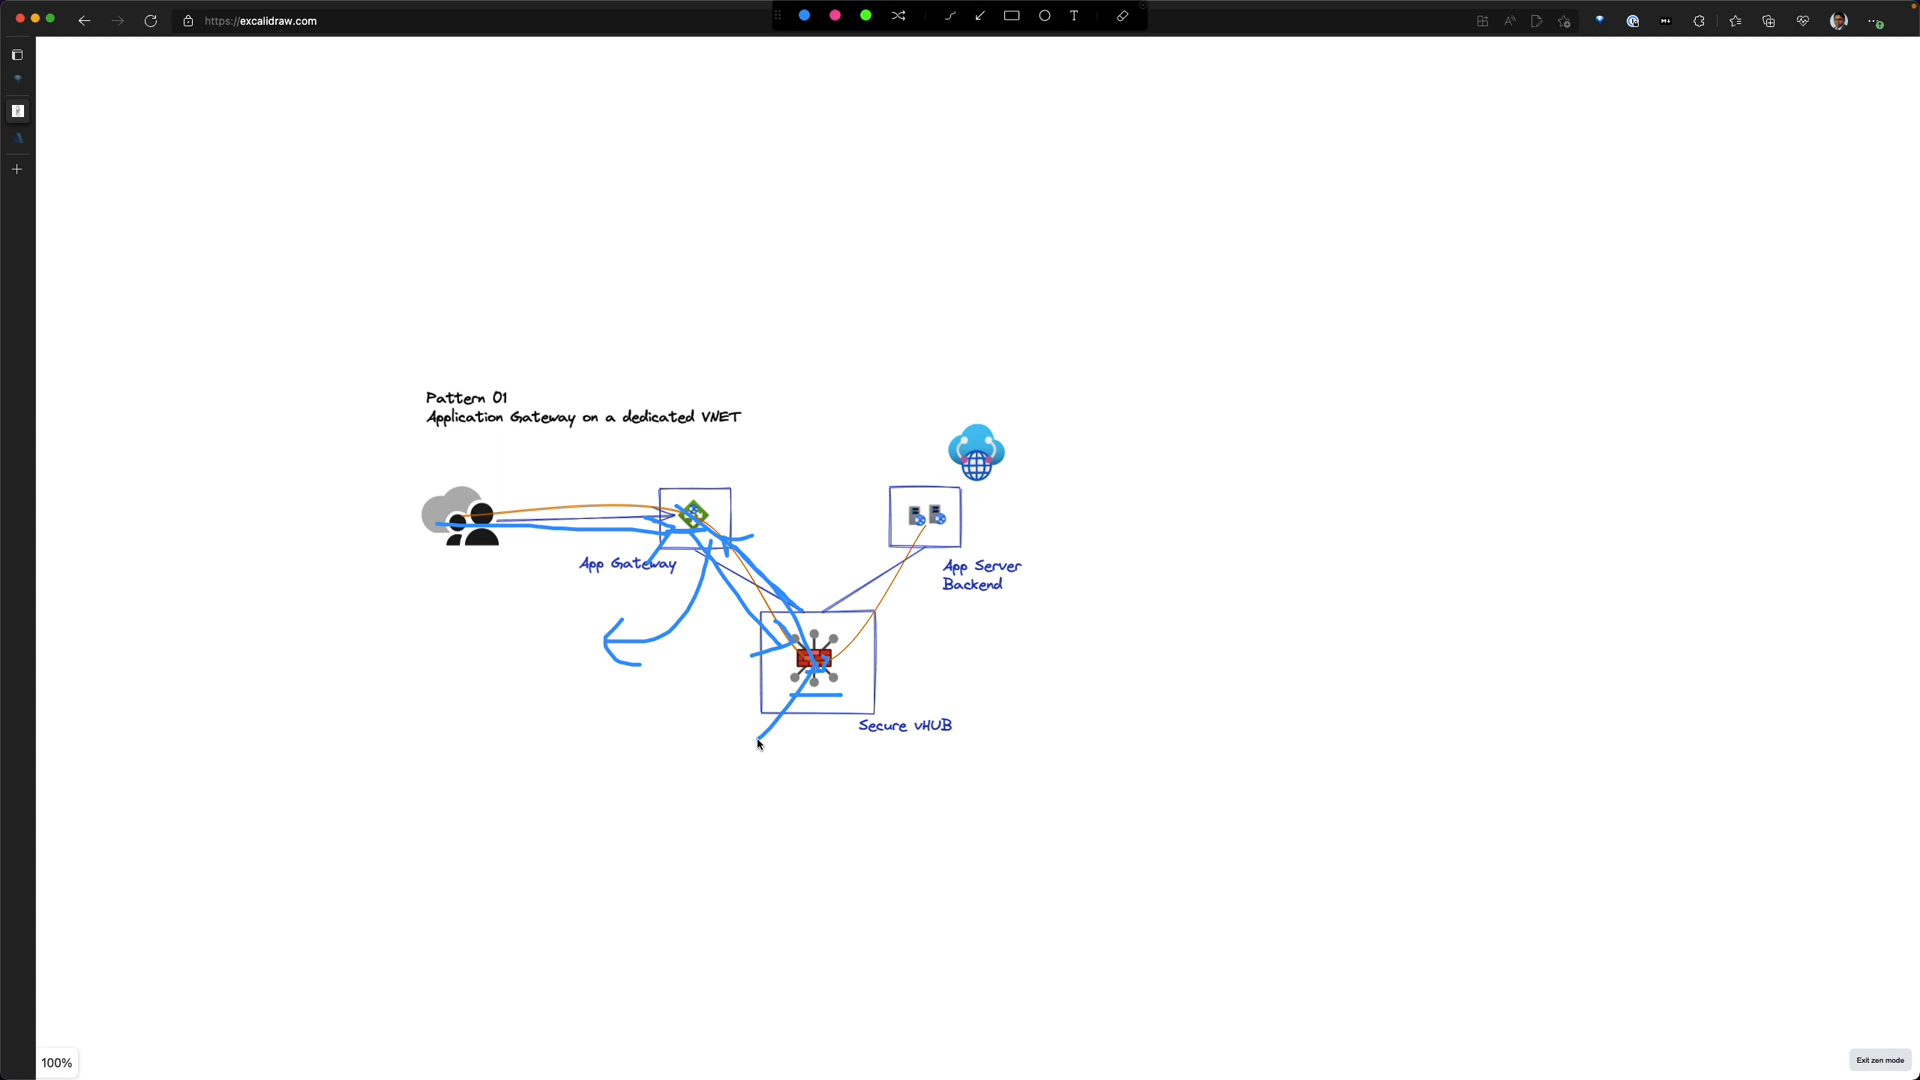 https://excalidraw.com
Pattern 01
Application Gateway on a dedicated VNET
App Gateway
App Server
Backend
Secure vHUB
100%
Exit zen mode